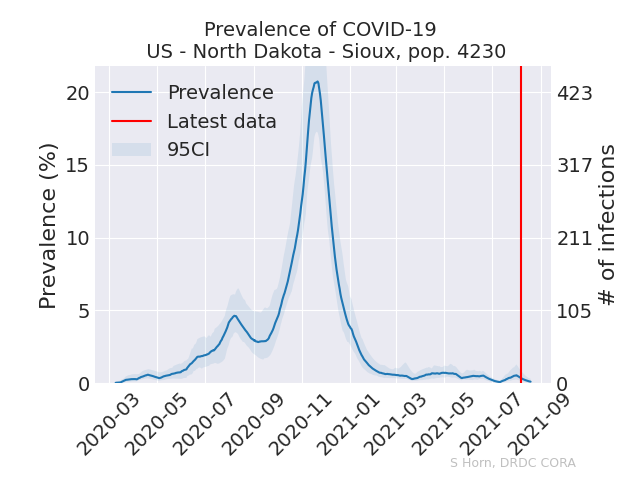 Prevalence of COVID-19
US - North Dakota - Sioux, pop. 4230
Prevalence
Latest data
95CI
Prevalence (%)
20
15
10
5
0
423
317
211
105
0
# of infections
2020-03
2020-05
2020-07
2020-09
2020-11
2021-01
2021-03
2021-05
2021-07
2021-09
S Horn, DRDC CORA